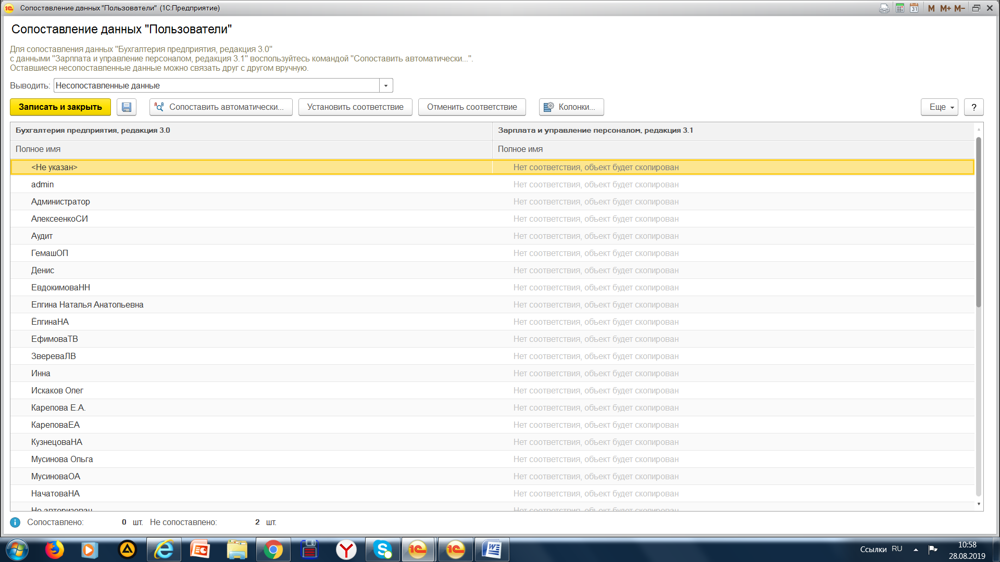 Сопоставление данных "Пользователи" (1С:Предприятие)
31 M M+ M−
Сопоставление данных "Пользователи"
Для сопоставления данных "Бухгалтерия предприятия, редакция 3.0"
с данными "Зарплата и управление персоналом, редакция 3.1" воспользуйтесь командой "Сопоставить автоматически...".
Оставшиеся несопоставленные данные можно связать друг с другом вручную.
Выводить: Несопоставленные данные
Записать и закрыть Сопоставить автоматически... Установить соответствие Отменить соответствие Колонки... Еще ?
Бухгалтерия предприятия, редакция 3.0 Зарплата и управление персоналом, редакция 3.1
Полное имя Полное имя
<Не указан> Нет соответствия, объект будет скопирован
admin Нет соответствия, объект будет скопирован
Администратор Нет соответствия, объект будет скопирован
АлексеенкоСИ Нет соответствия, объект будет скопирован
Аудит Нет соответствия, объект будет скопирован
ГемашОП Нет соответствия, объект будет скопирован
Денис Нет соответствия, объект будет скопирован
ЕвдокимоваНН Нет соответствия, объект будет скопирован
Елгина Наталья Анатольевна Нет соответствия, объект будет скопирован
ЁлгинаНА Нет соответствия, объект будет скопирован
ЕфимоваТВ Нет соответствия, объект будет скопирован
ЗвереваЛВ Нет соответствия, объект будет скопирован
Инна Нет соответствия, объект будет скопирован
Искаков Олег Нет соответствия, объект будет скопирован
Карепова Е.А. Нет соответствия, объект будет скопирован
КареповаЕА Нет соответствия, объект будет скопирован
КузнецоваНА Нет соответствия, объект будет скопирован
Мусинова Ольга Нет соответствия, объект будет скопирован
МусиноваОА Нет соответствия, объект будет скопирован
НачатоваНА Нет соответствия, объект будет скопирован
Не авторизован Нет соответствия, объект будет скопирован
Сопоставлено: 0 шт. Не сопоставлено: 2 шт.
Ссылки RU 10:58
28.08.2019